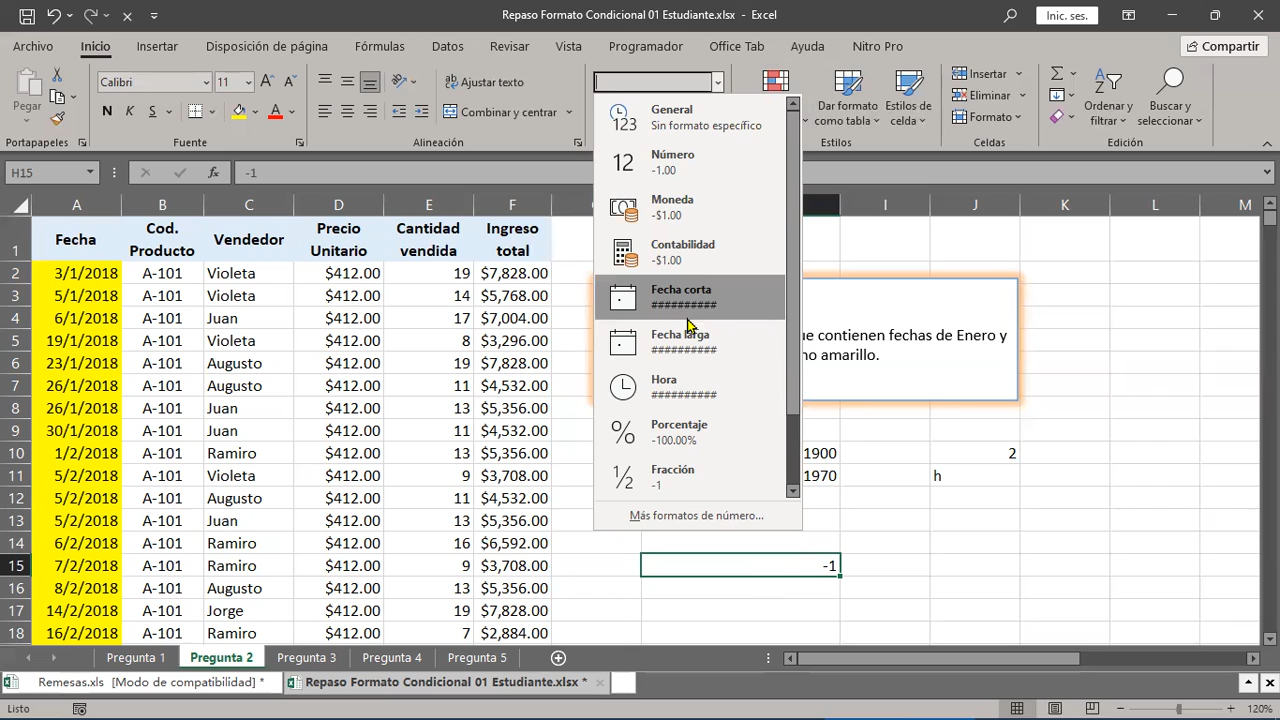 Repaso Formato Condicional 01 Estudiante.xlsx - Excel
Inic. ses.
Archivo Inicio Insertar Disposición de página Fórmulas Datos Revisar Vista Programador Office Tab Ayuda Nitro Pro Compartir
Pegar
Calibri 11
N K S
Ajustar texto
Combinar y centrar
Dar formato como tabla
Estilos de celda
Insertar
Eliminar
Formato
Ordenar y filtrar
Buscar y seleccionar
Portapapeles Fuente Alineación Estilos Celdas Edición
H15 fx -1
A B C D E F I J K L M
1 Fecha Cod. Producto Vendedor Precio Unitario Cantidad vendida Ingreso total
2 3/1/2018 A-101 Violeta $412.00 19 $7,828.00
3 5/1/2018 A-101 Violeta $412.00 14 $5,768.00
4 6/1/2018 A-101 Juan $412.00 17 $7,004.00
5 19/1/2018 A-101 Violeta $412.00 8 $3,296.00
6 23/1/2018 A-101 Augusto $412.00 19 $7,828.00
7 26/1/2018 A-101 Augusto $412.00 11 $4,532.00
8 26/1/2018 A-101 Juan $412.00 13 $5,356.00
9 30/1/2018 A-101 Juan $412.00 11 $4,532.00
10 1/2/2018 A-101 Ramiro $412.00 13 $5,356.00 1900 2
11 5/2/2018 A-101 Violeta $412.00 9 $3,708.00 1970 h
12 5/2/2018 A-101 Augusto $412.00 11 $4,532.00
13 5/2/2018 A-101 Juan $412.00 13 $5,356.00
14 6/2/2018 A-101 Ramiro $412.00 16 $6,592.00
15 7/2/2018 A-101 Ramiro $412.00 9 $3,708.00 -1
16 8/2/2018 A-101 Augusto $412.00 13 $5,356.00
17 14/2/2018 A-101 Jorge $412.00 19 $7,828.00
18 16/2/2018 A-101 Ramiro $412.00 7 $2,884.00
ue contienen fechas de Enero y
no amarillo.
123 General
Sin formato específico
12 Número
-1.00
Moneda
-$1.00
Contabilidad
-$1.00
Fecha corta
##########
Fecha larga
##########
Hora
##########
% Porcentaje
-100.00%
1/2 Fracción
-1
Más formatos de número...
Pregunta 1 Pregunta 2 Pregunta 3 Pregunta 4 Pregunta 5
Remesas.xls [Modo de compatibilidad] * Repaso Formato Condicional 01 Estudiante.xlsx *
Listo 120%